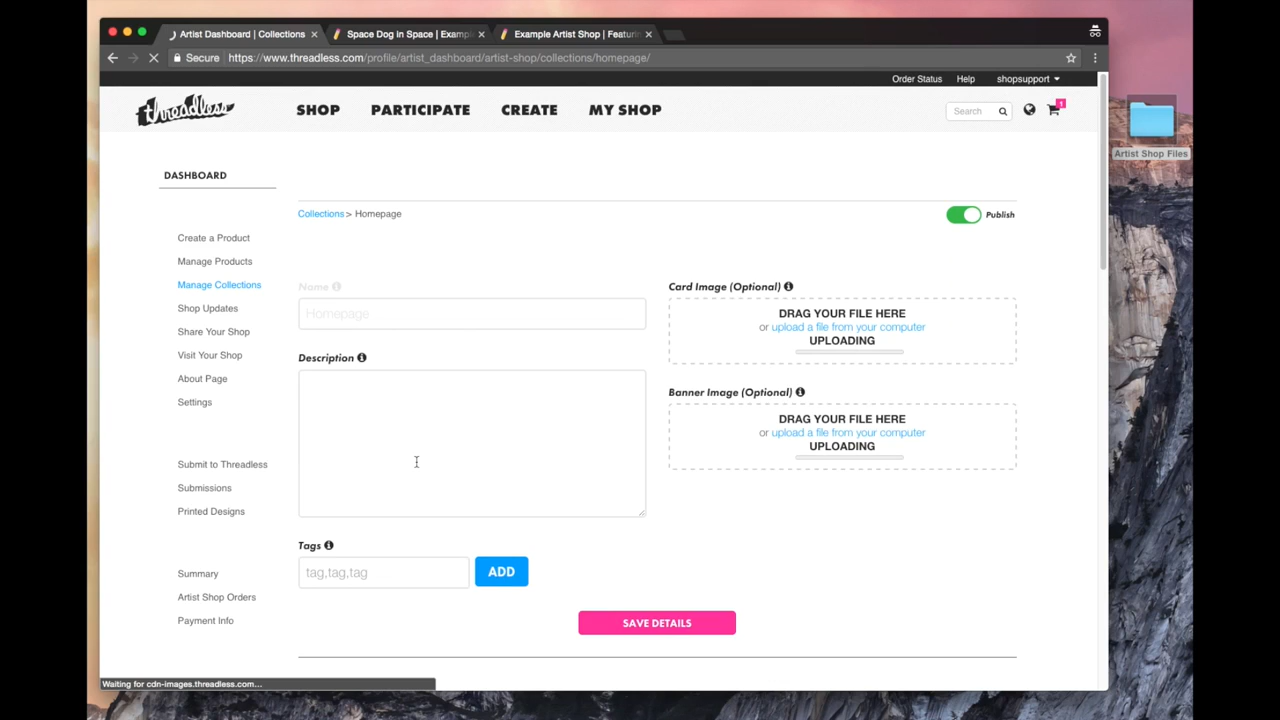 Artist Dashboard | Collections
Space Dog in Space | Exampl
Example Artist Shop | Featurin
Secure https://www.threadless.com/profile/artist_dashboard/artist-shop/collections/homepage/
Order Status Help shopsupport
threadless
SHOP PARTICIPATE CREATE MY SHOP
Search
1
Artist Shop Files
DASHBOARD
Create a Product
Manage Products
Manage Collections
Shop Updates
Share Your Shop
Visit Your Shop
About Page
Settings
Submit to Threadless
Submissions
Printed Designs
Summary
Artist Shop Orders
Payment Info
Collections > Homepage
Publish
Name
Homepage
Description
Tags
tag,tag,tag
ADD
Card Image (Optional)
DRAG YOUR FILE HERE
or upload a file from your computer
UPLOADING
Banner Image (Optional)
DRAG YOUR FILE HERE
or upload a file from your computer
UPLOADING
SAVE DETAILS
Waiting for cdn-images.threadless.com...